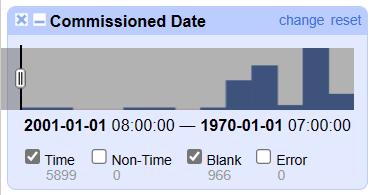 Commissioned Date change reset
2001-01-01 08:00:00 — 1970-01-01 07:00:00
Time Non-Time Blank Error
5899 0 966 0